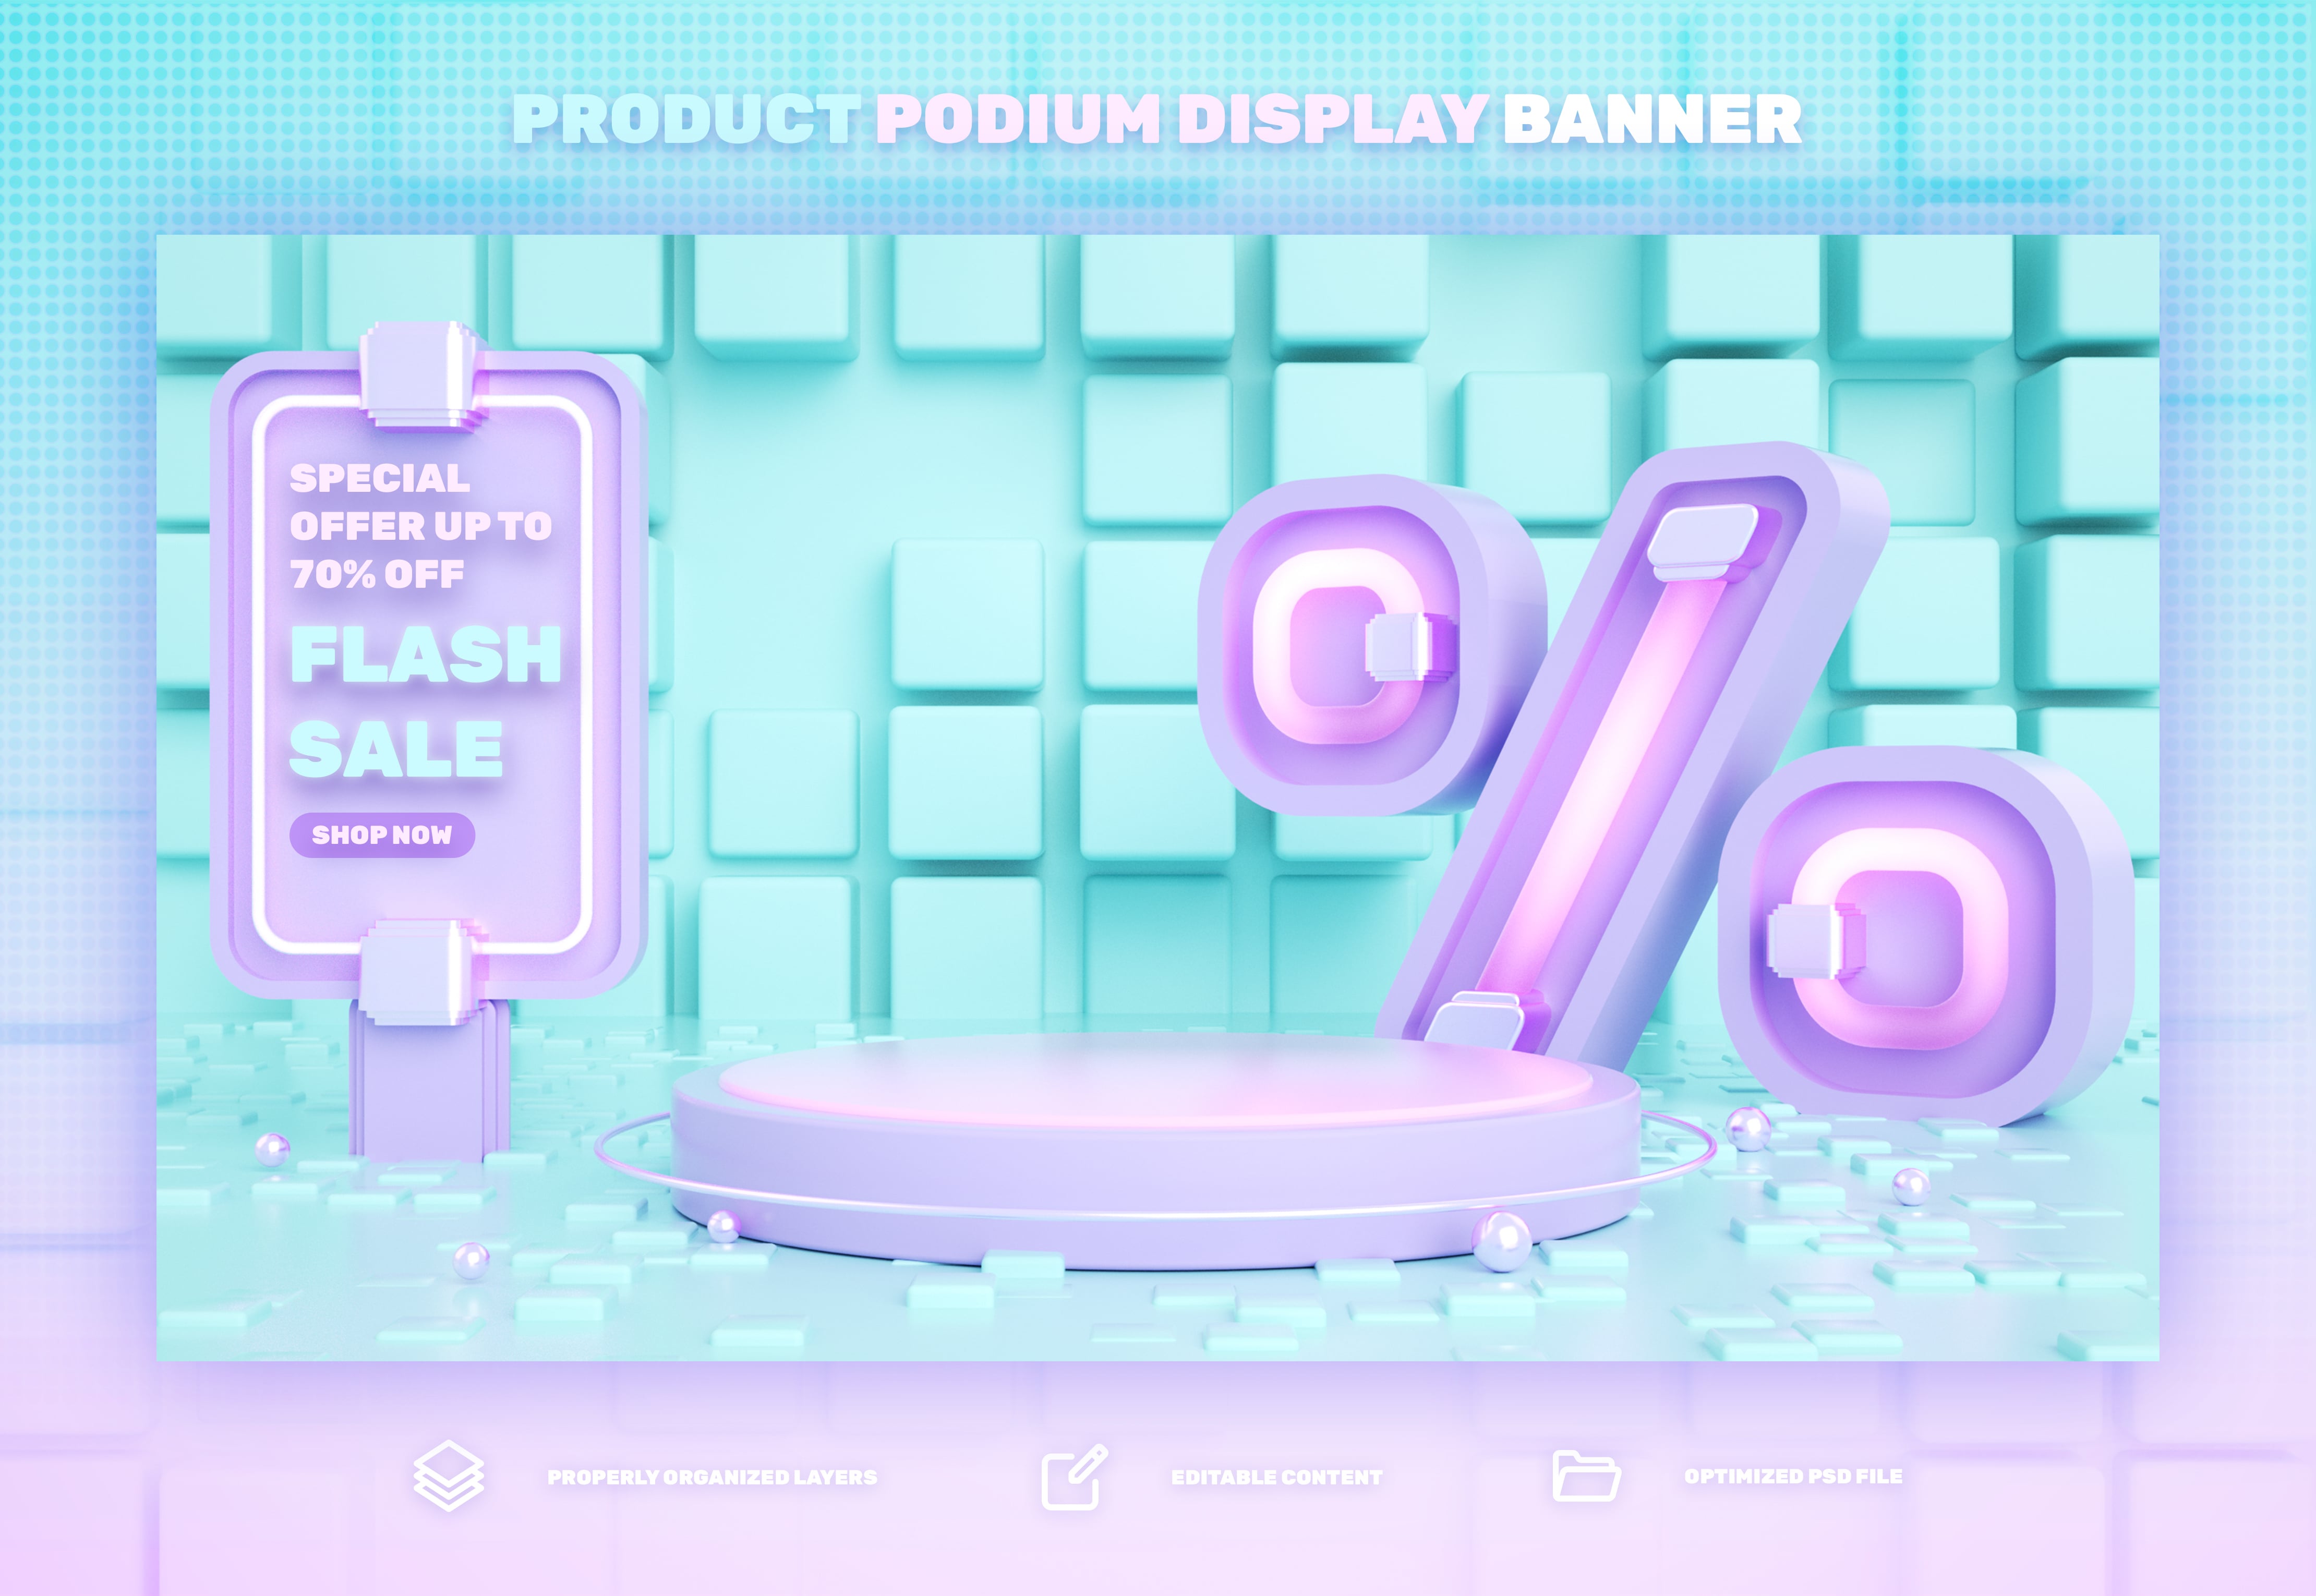 PRODUCT PODIUM DISPLAY BANNER
SPECIAL
OFFER UP TO
70% OFF
FLASH
SALE
SHOP NOW
PROPERLY ORGANIZED LAYERS
EDITABLE CONTENT
OPTIMIZED PSD FILE